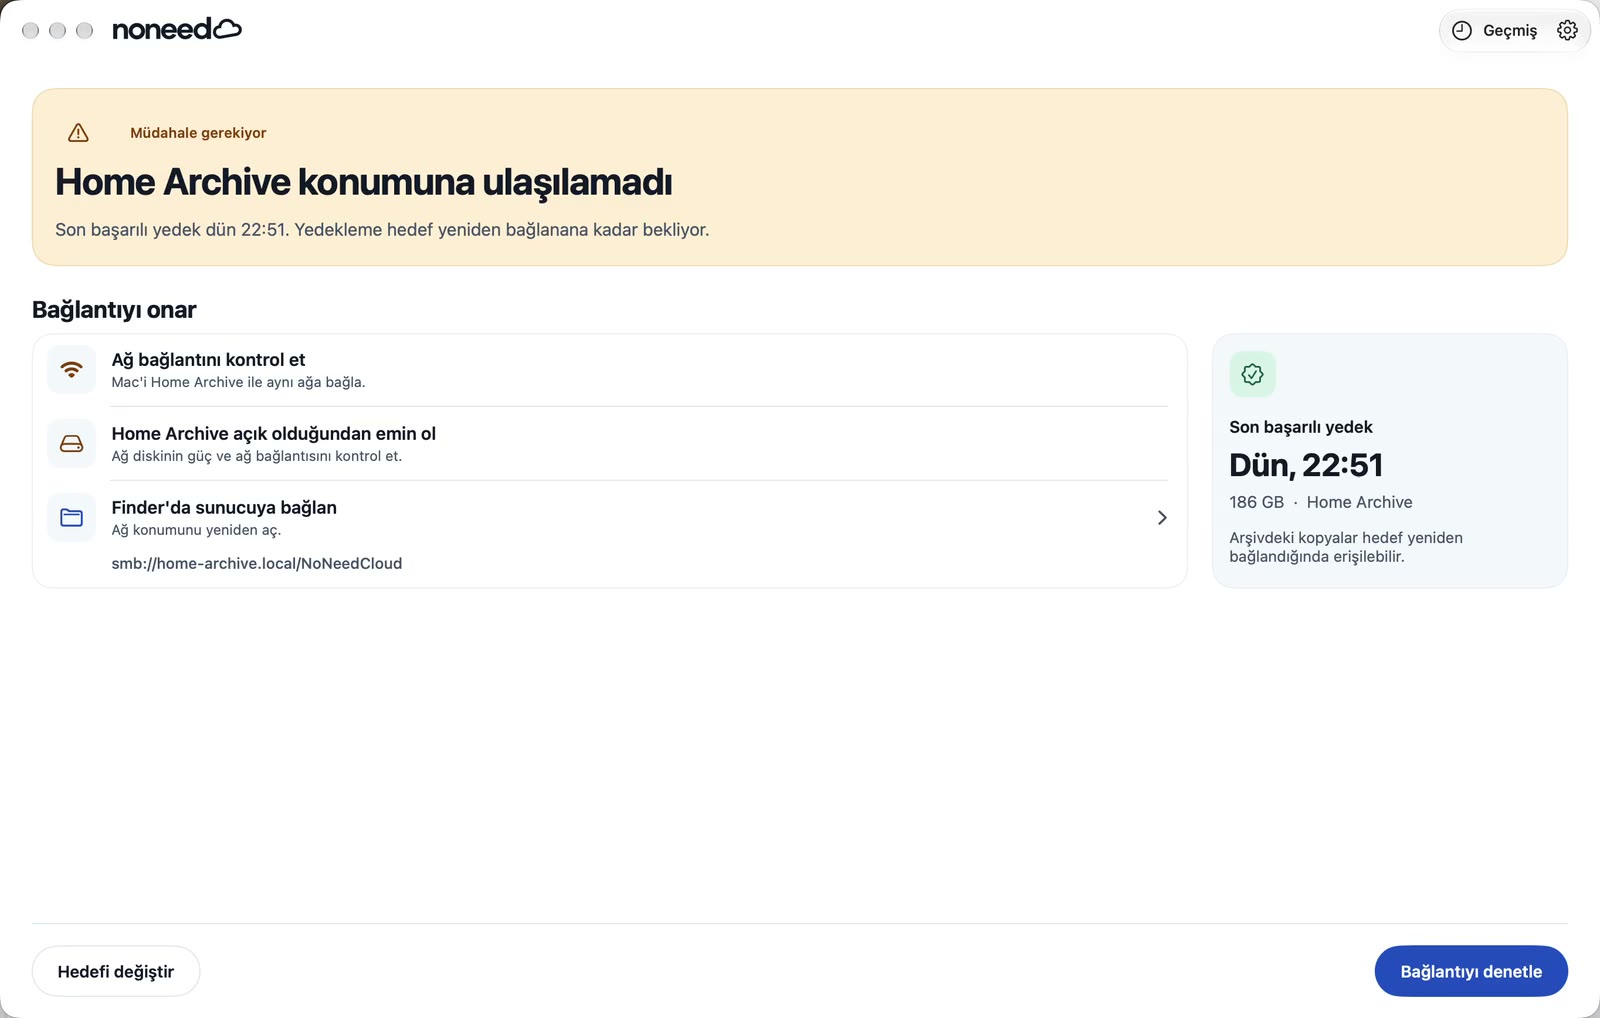 noneed
Geçmiş
Müdahale gerekiyor
Home Archive konumuna ulaşılamadı
Son başarılı yedek dün 22:51. Yedekleme hedef yeniden bağlanana kadar bekliyor.
Bağlantıyı onar
Ağ bağlantını kontrol et
Mac'i Home Archive ile aynı ağa bağla.
Home Archive açık olduğundan emin ol
Ağ diskinin güç ve ağ bağlantısını kontrol et.
Finder'da sunucuya bağlan
Ağ konumunu yeniden aç.
smb://home-archive.local/NoNeedCloud
Son başarılı yedek
Dün, 22:51
186 GB · Home Archive
Arşivdeki kopyalar hedef yeniden
bağlandığında erişilebilir.
Hedefi değiştir
Bağlantıyı denetle